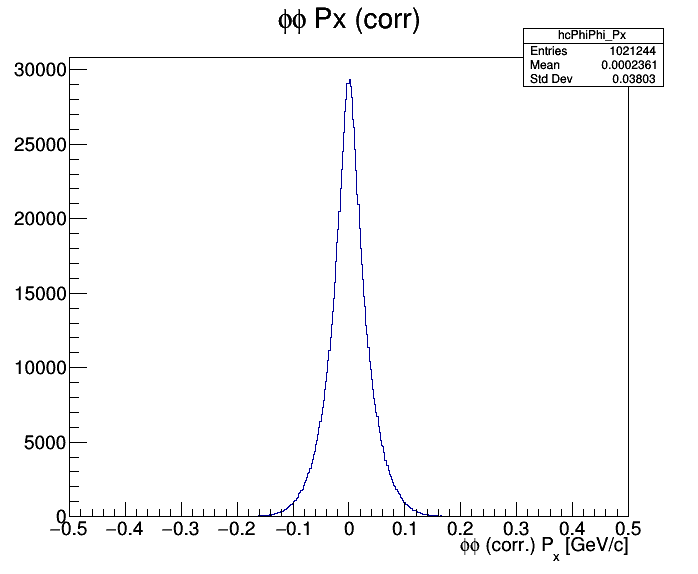 ϕϕ Px (corr)
hcPhiPhi_Px
Entries 1021244
Mean 0.0002361
Std Dev 0.03803
30000
25000
20000
15000
10000
5000
0
−0.5 −0.4 −0.3 −0.2 −0.1 0 0.1 0.2 0.3 0.4 0.5
ϕϕ (corr.) Px [GeV/c]